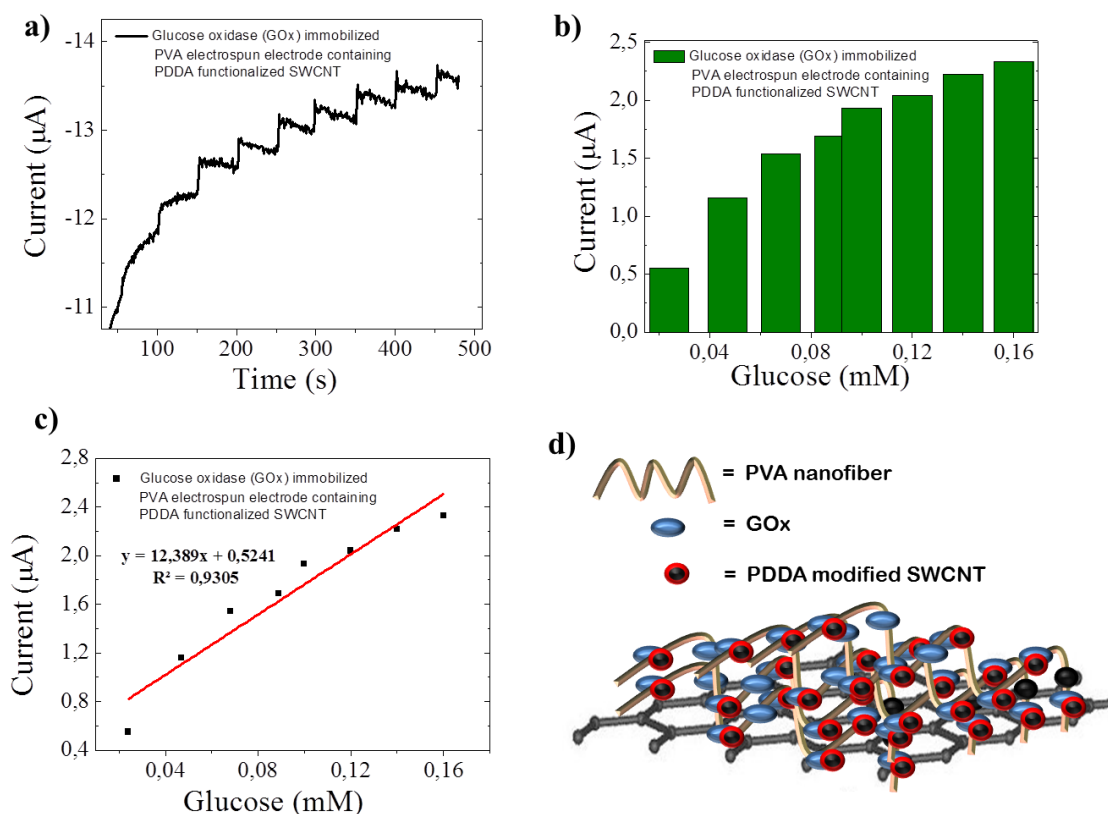 a)
-14
-13
-12
-11
Current (µA)
Glucose oxidase (GOx) immobilized
PVA electrospun electrode containing
PDDA functionalized SWCNT
100 200 300 400 500
Time (s)
b)
2,5
2,0
1,5
1,0
0,5
0,0
Current (µA)
Glucose oxidase (GOx) immobilized
PVA electrospun electrode containing
PDDA functionalized SWCNT
0,04 0,08 0,12 0,16
Glucose (mM)
c)
2,8
2,4
2,0
1,6
1,2
0,8
0,4
Current (µA)
Glucose oxidase (GOx) immobilized
PVA electrospun electrode containing
PDDA functionalized SWCNT
y = 12,389x + 0,5241
R² = 0,9305
0,04 0,08 0,12 0,16
Glucose (mM)
d)
= PVA nanofiber
= GOx
= PDDA modified SWCNT